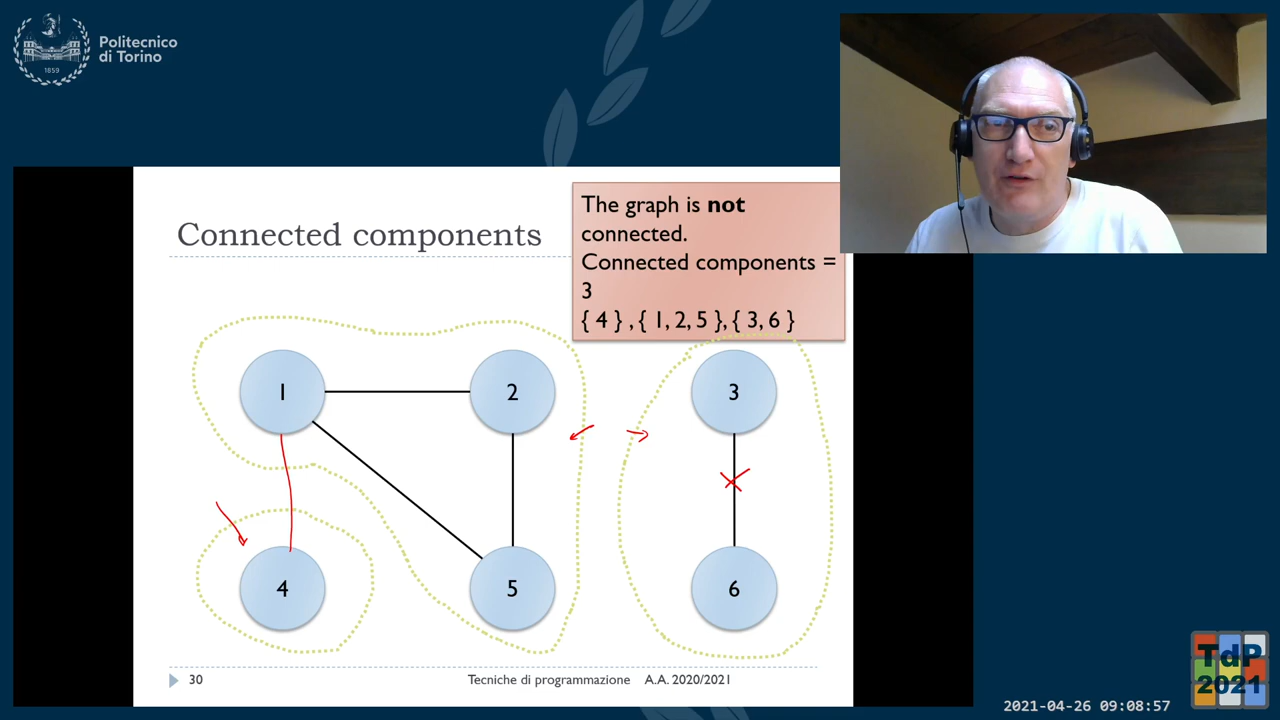 Politecnico
di Torino
1859
Connected components
The graph is not
connected.
Connected components =
3
{ 4 } , { 1, 2, 5 }, { 3, 6 }
1
2
3
4
5
6
30
Tecniche di programmazione A.A. 2020/2021
TdP
2021
2021-04-26 09:08:57